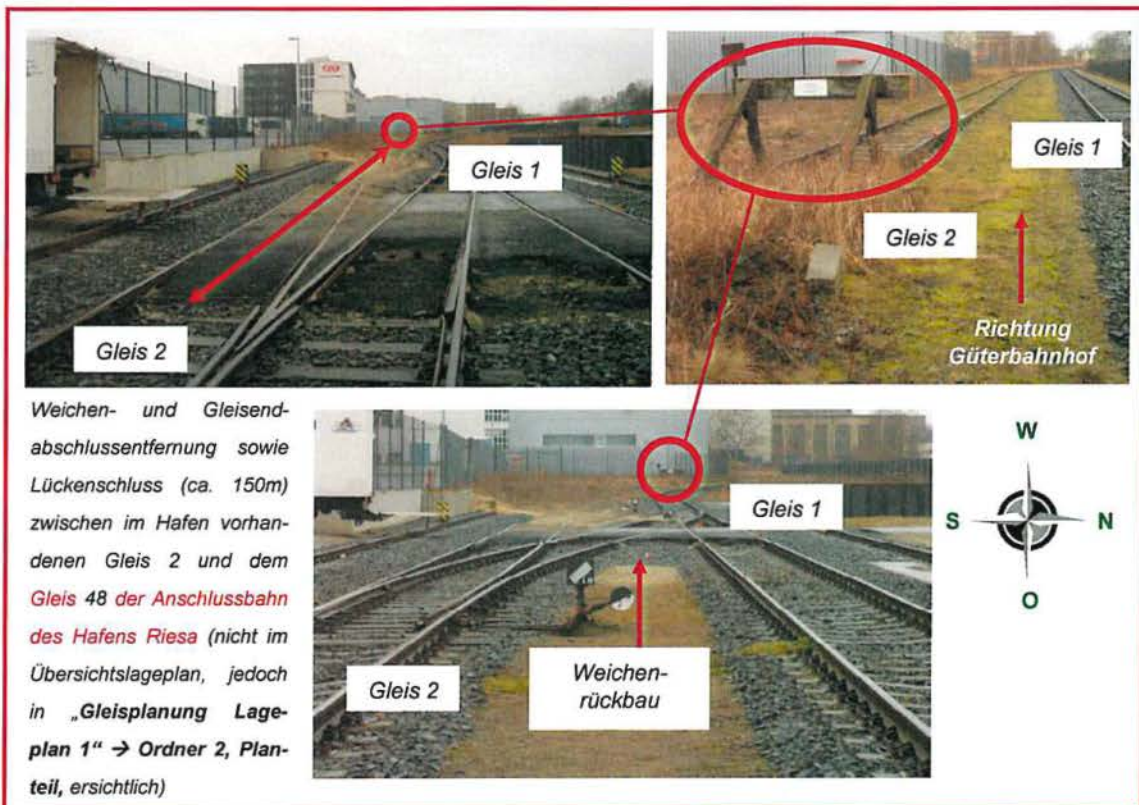 Gleis 1
Gleis 2
Gleis 1
Gleis 2
Richtung
Güterbahnhof
Weichen- und Gleisend-
abschlussentfernung sowie
Lückenschluss (ca. 150m)
zwischen im Hafen vorhan-
denen Gleis 2 und dem
Gleis 48 der Anschlussbahn
des Hafens Riesa (nicht im
Übersichtslageplan, jedoch
in „Gleisplanung Lage-
plan 1“ → Ordner 2, Plan-
teil, ersichtlich)
Gleis 1
Gleis 2
Weichen-
rückbau
W
S
N
O